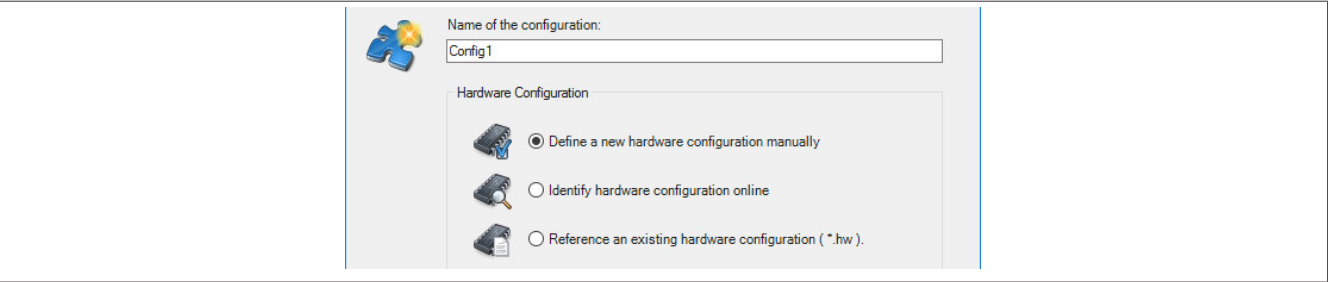 Name of the configuration:
Config1
Hardware Configuration
Define a new hardware configuration manually
Identify hardware configuration online
Reference an existing hardware configuration ( *.hw ).